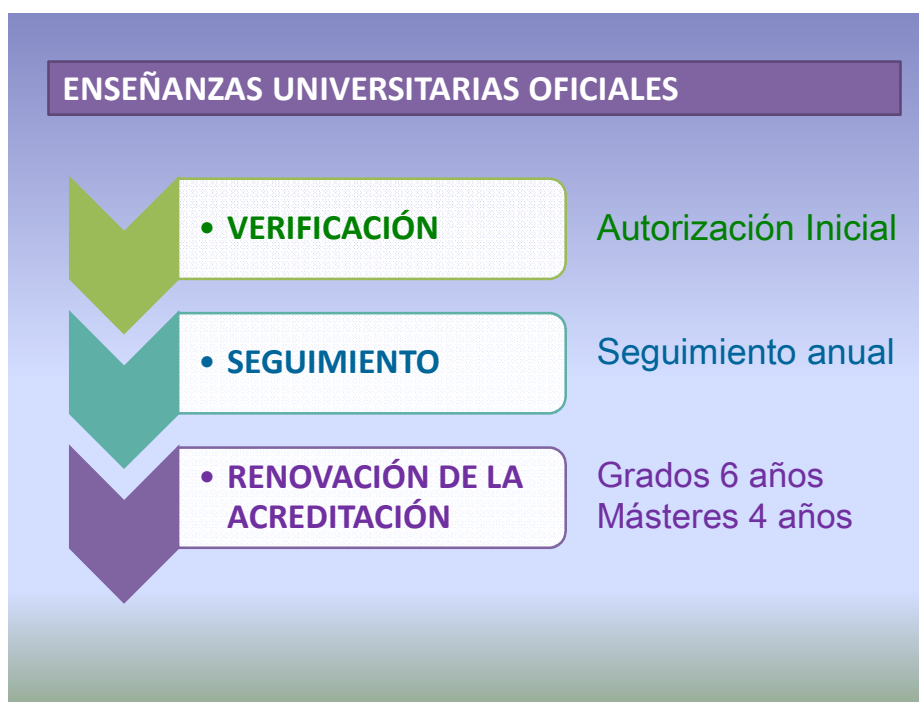 ENSEÑANZAS UNIVERSITARIAS OFICIALES
• VERIFICACIÓN
Autorización Inicial
• SEGUIMIENTO
Seguimiento anual
• RENOVACIÓN DE LA
ACREDITACIÓN
Grados 6 años
Másteres 4 años